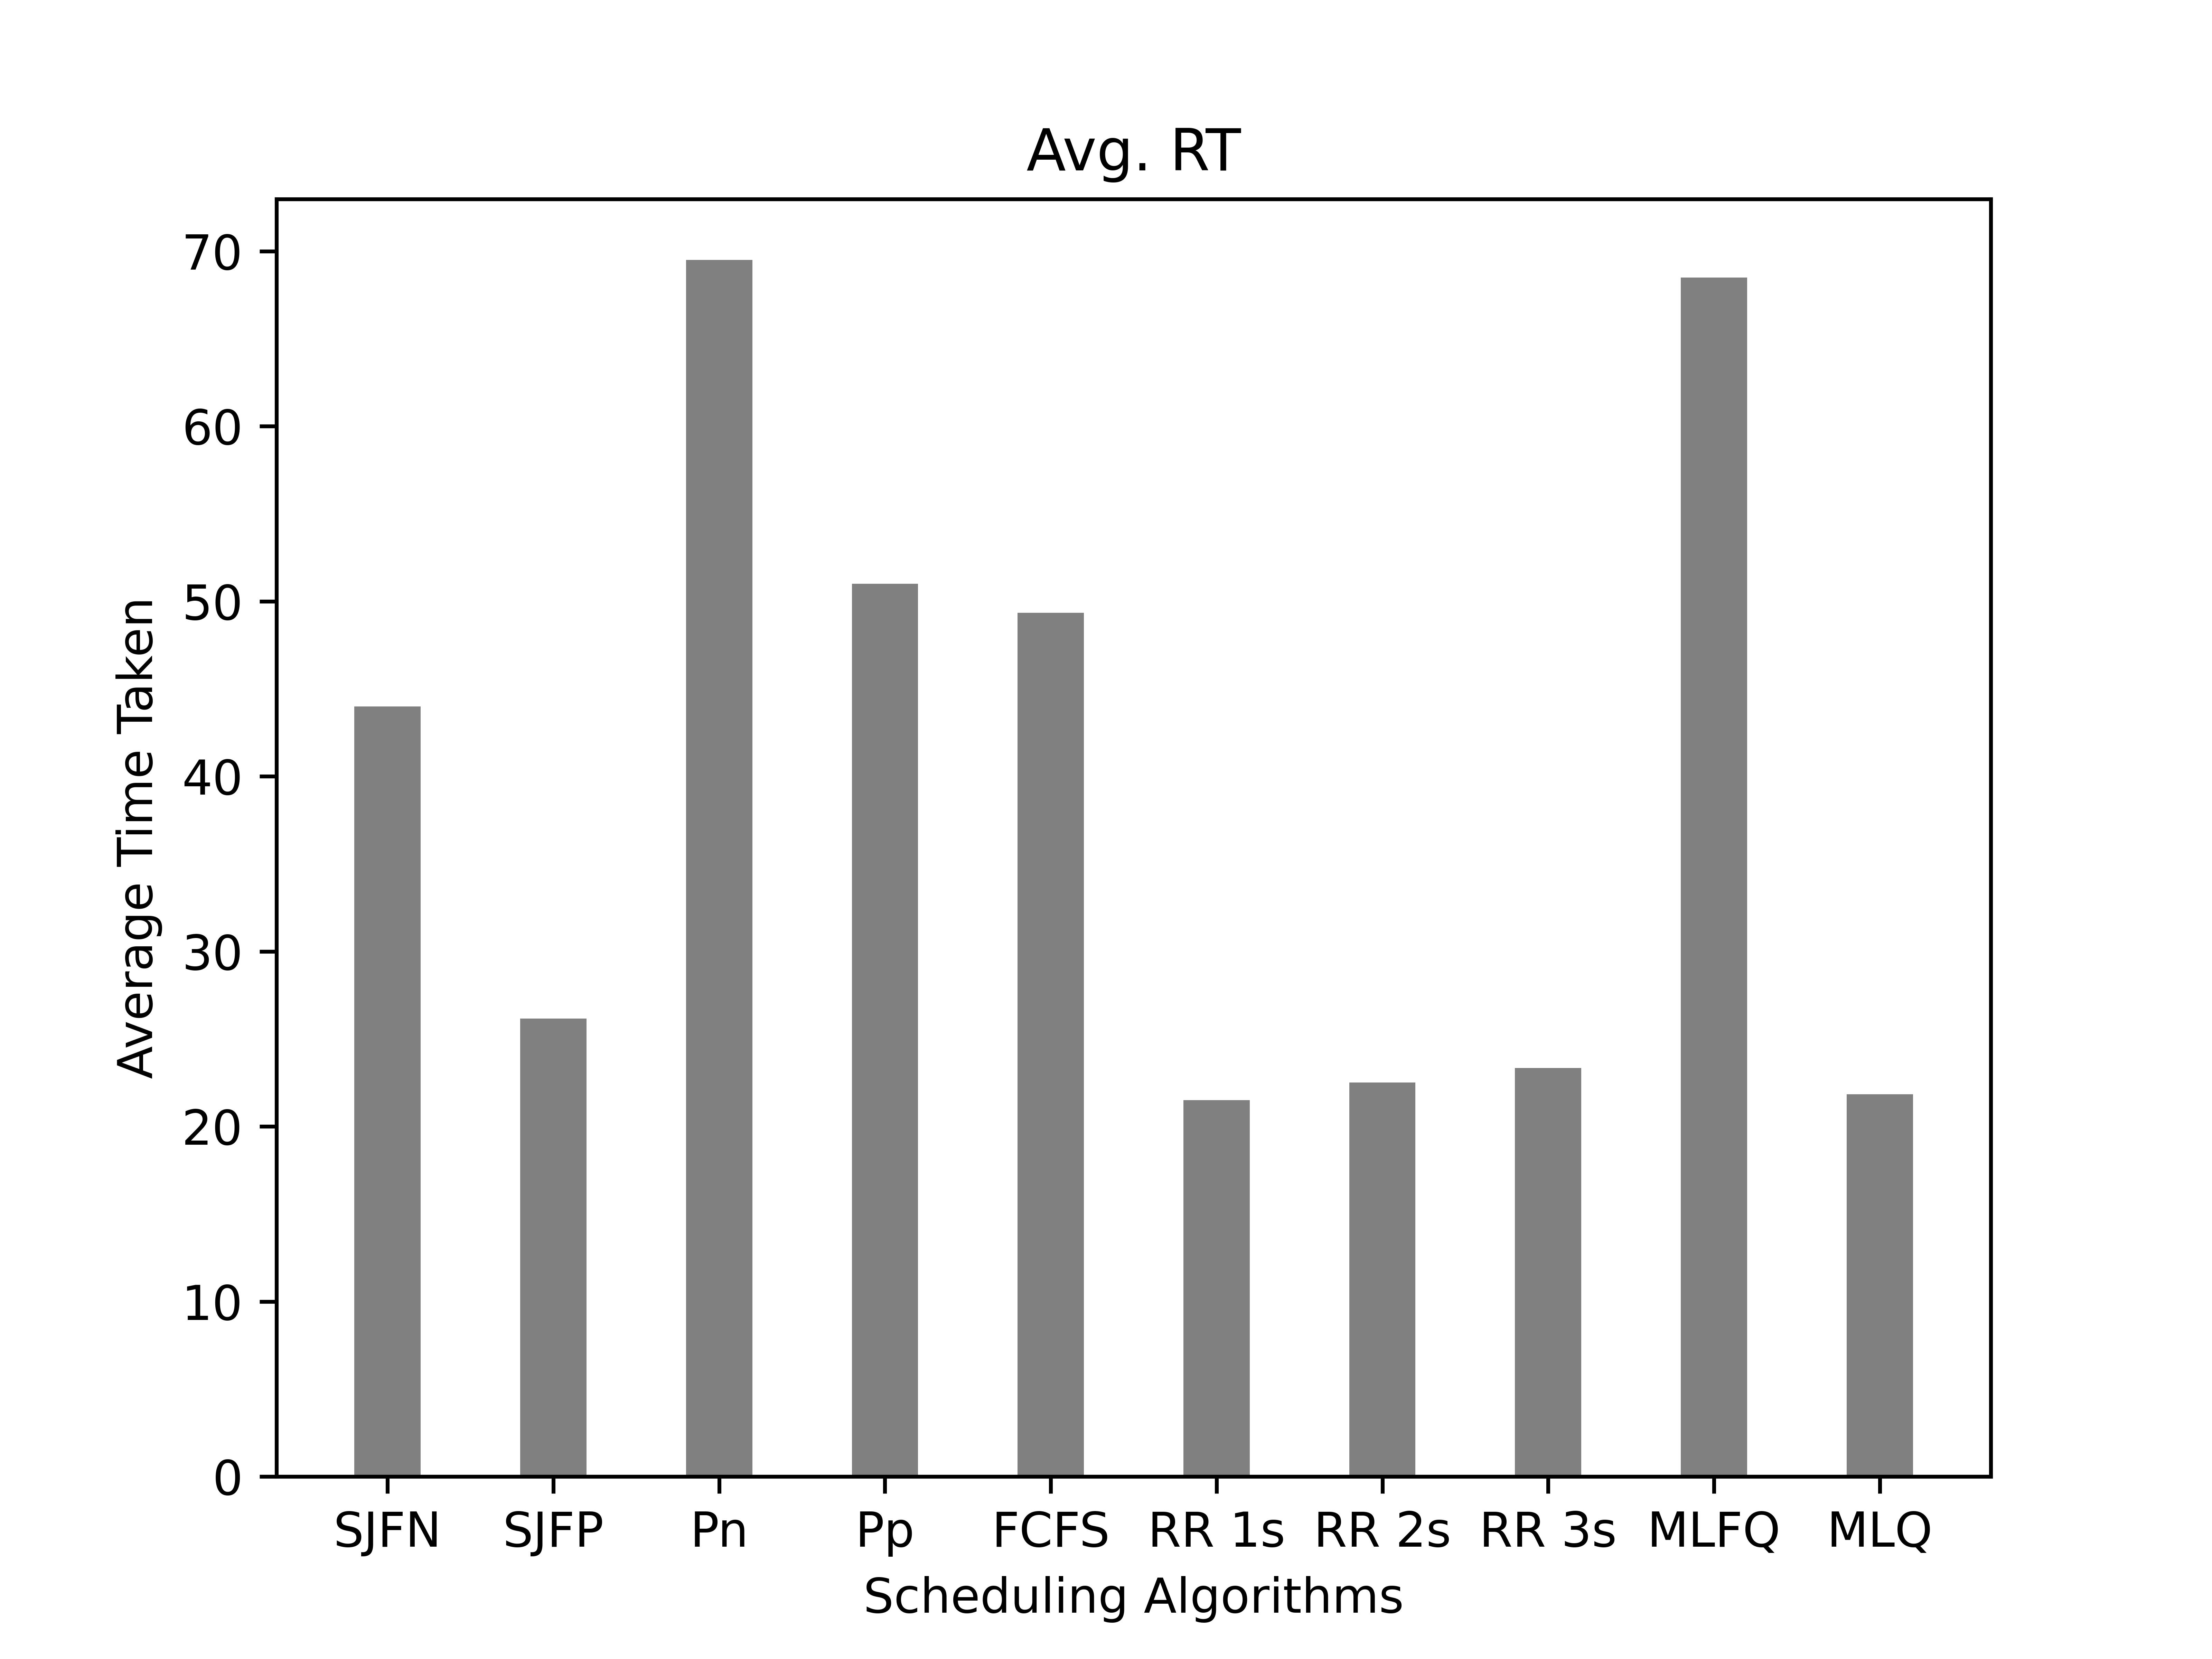 Avg. RT
70
60
50
40
30
20
10
0
Average Time Taken
SJFN SJFP Pn Pp FCFS RR 1s RR 2s RR 3s MLFQ MLQ
Scheduling Algorithms